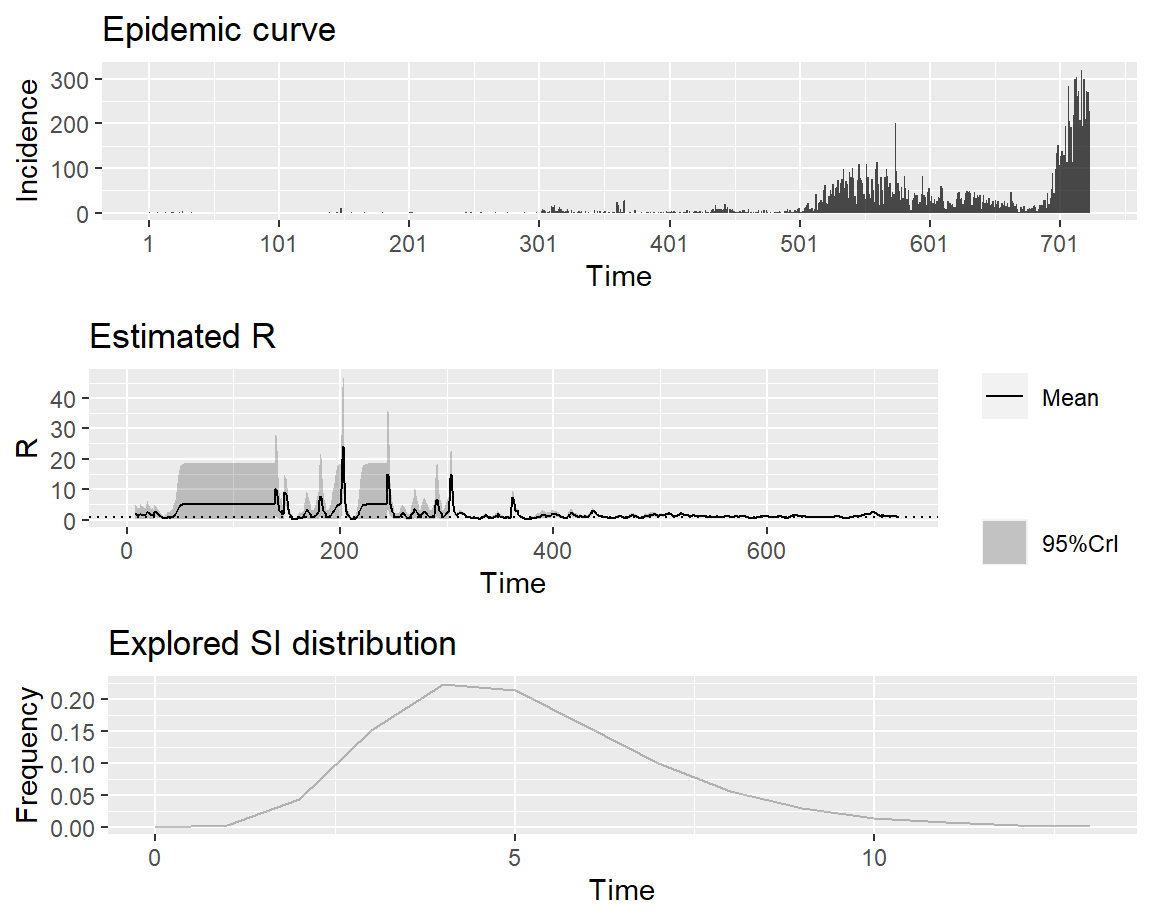 Epidemic curve
Incidence
300
200
100
0
1 101 201 301 401 501 601 701
Time
Estimated R
R
40
30
20
10
0
0 200 400 600
Time
Mean
95%CrI
Explored SI distribution
Frequency
0.20
0.15
0.10
0.05
0.00
0 5 10
Time